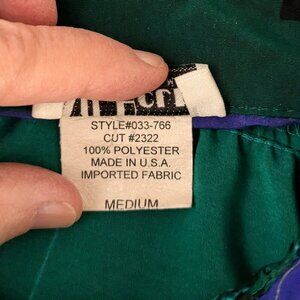 STYLE#033-766
CUT #2322
100% POLYESTER
MADE IN U.S.A.
IMPORTED FABRIC
MEDIUM